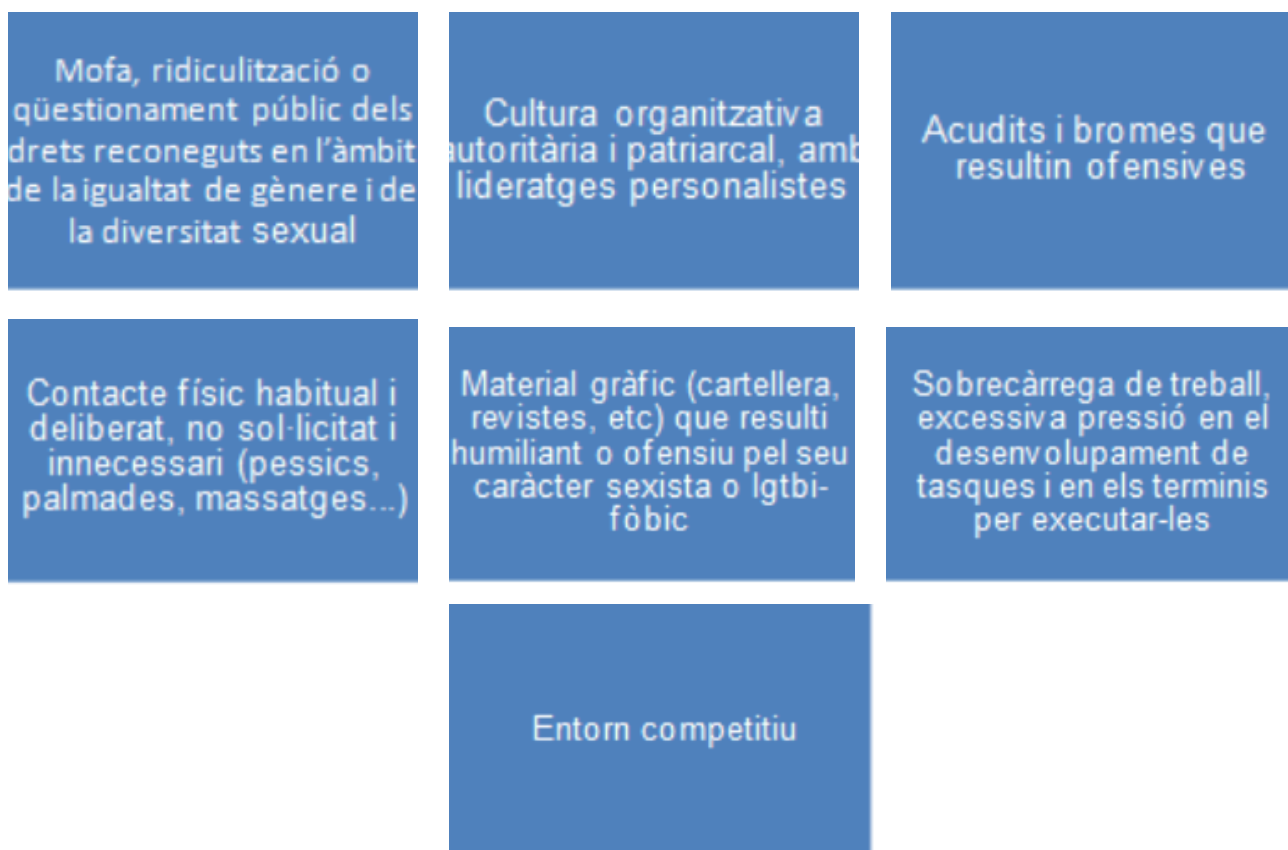 Mofa, ridiculització o
qüestionament públic dels
drets reconeguts en l'àmbit
de la igualtat de gènere i de
la diversitat sexual
Cultura organitzativa
autoritària i patriarcal, amb
lideratges personalistes
Acudits i bromes que
resultin ofensives
Contacte físic habitual i
deliberat, no sol·licitat i
innecessari (pessics,
palmades, massatges...)
Material gràfic (cartellera,
revistes, etc) que resulti
humiliant o ofensiu pel seu
caràcter sexista o lgtbi-
fòbic
Sobrecàrrega de treball,
excessiva pressió en el
desenvolupament de
tasques i en els terminis
per executar-les
Entorn competitiu